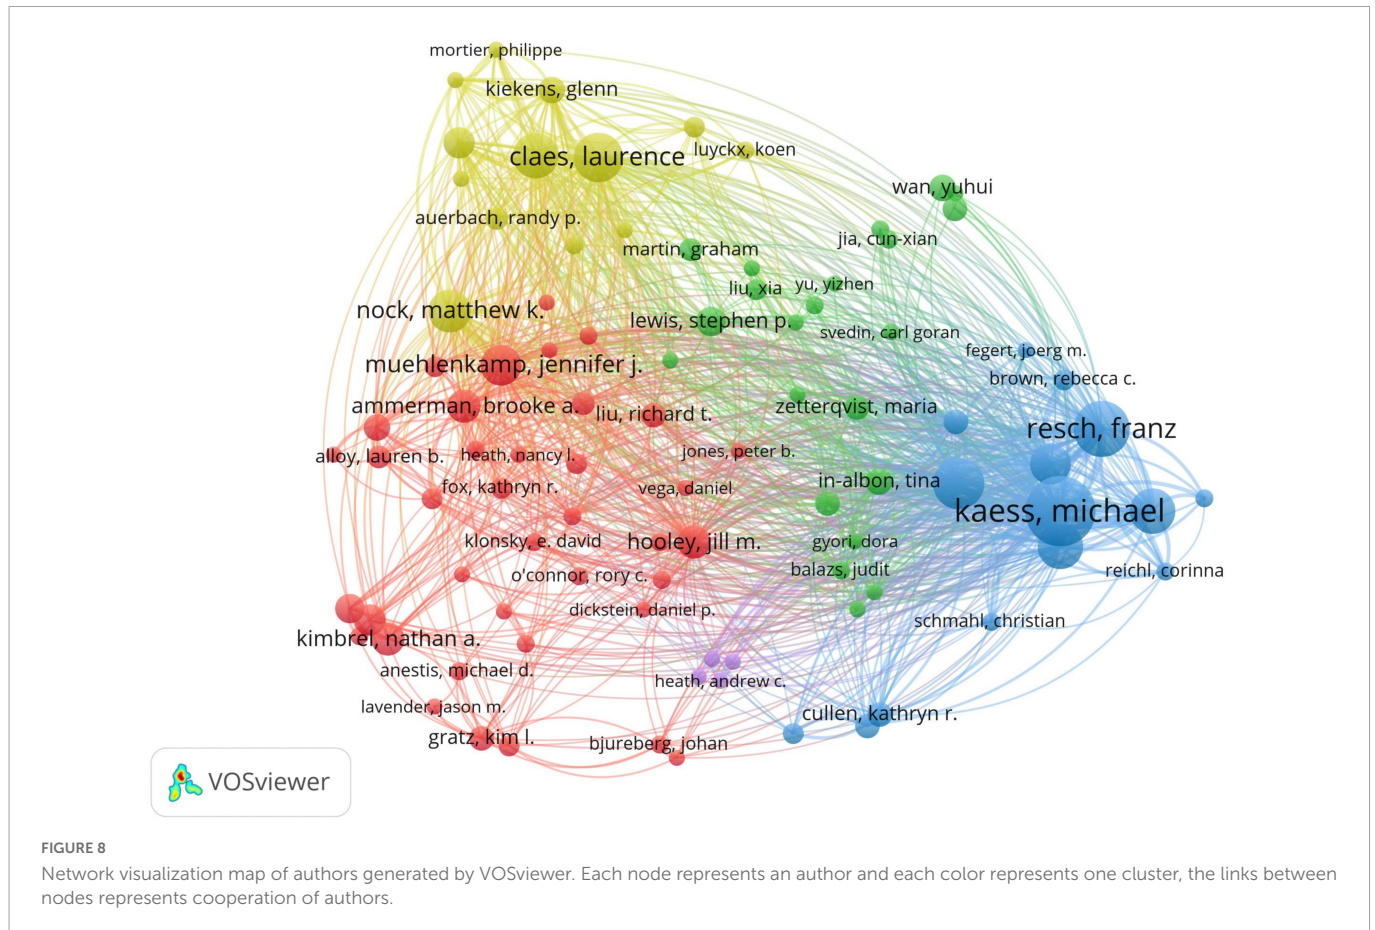 mortier, philippe
kiekens, glenn
claes, laurence
luyckx, koen
wan, yuhui
auerbach, randy p.
jia, cun-xian
martin, graham
liu, xia
yu, yizhen
nock, matthew k.
lewis, stephen p.
svedin, carl goran
fegert, joerg m.
muehlenkamp, jennifer j.
brown, rebecca c.
ammerman, brooke a.
liu, richard t.
zetterqvist, maria
resch, franz
alloy, lauren b.
heath, nancy l.
jones, peter b.
fox, kathryn r.
vega, daniel
in-albon, tina
kaess, michael
klonsky, e. david
hooley, jill m.
gyori, dora
o'connor, rory c.
balazs, judit
reichl, corinna
dickstein, daniel p.
schmahl, christian
kimbrel, nathan a.
anestis, michael d.
heath, andrew c.
lavender, jason m.
cullen, kathryn r.
gratz, kim l.
bjureberg, johan
VOSviewer
FIGURE 8
Network visualization map of authors generated by VOSviewer. Each node represents an author and each color represents one cluster, the links between
nodes represents cooperation of authors.